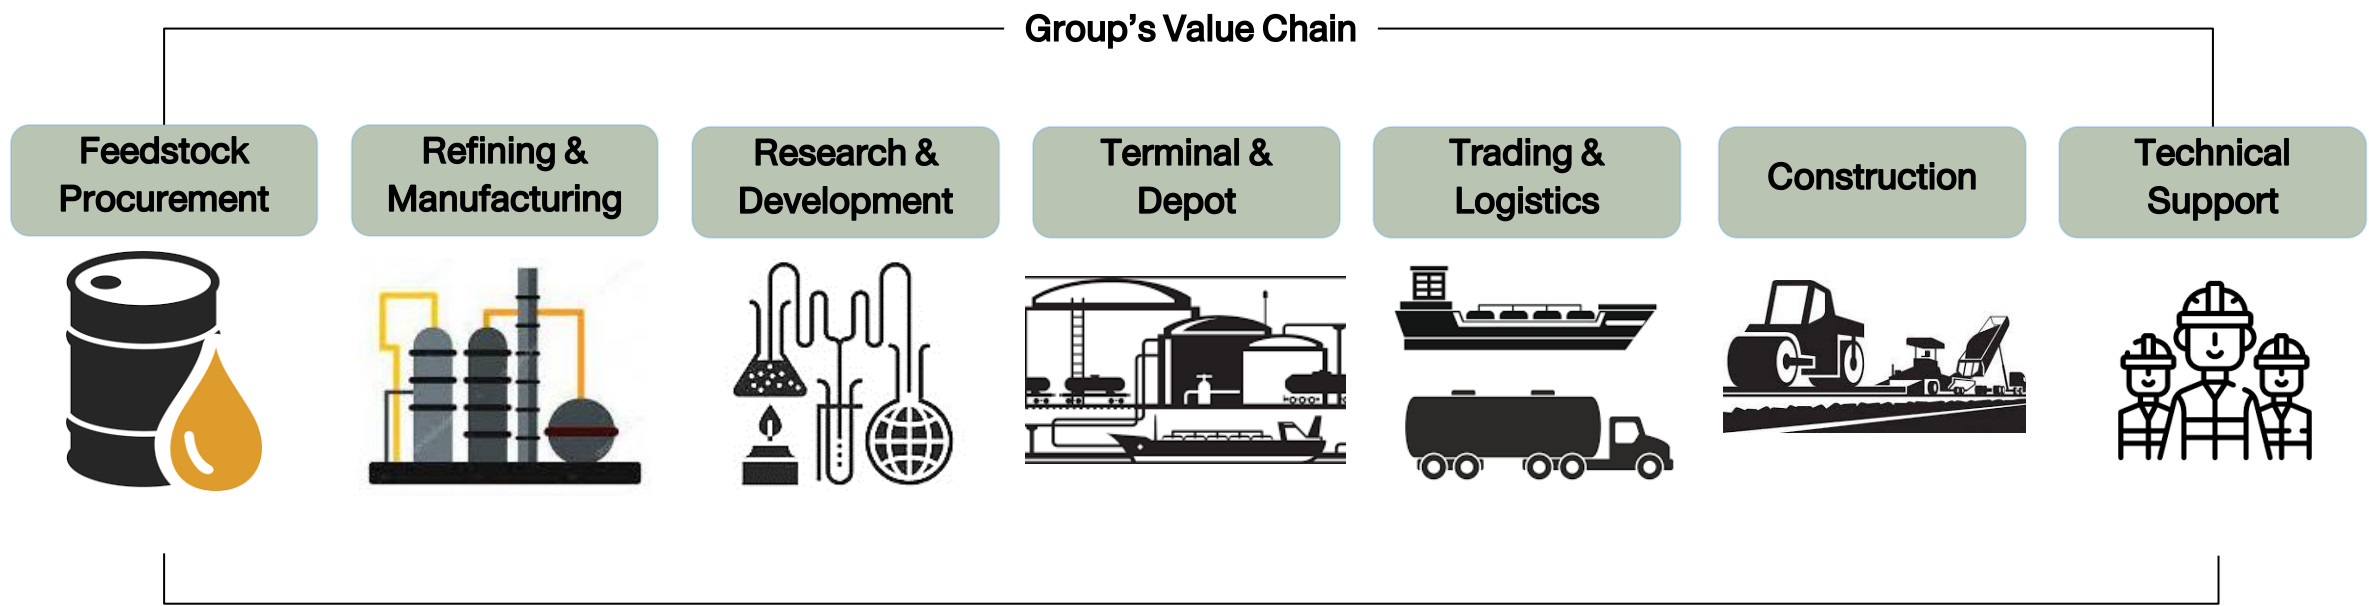 Group’s Value Chain
Feedstock
Procurement
Refining &
Manufacturing
Research &
Development
Terminal &
Depot
Trading &
Logistics
Construction
Technical
Support